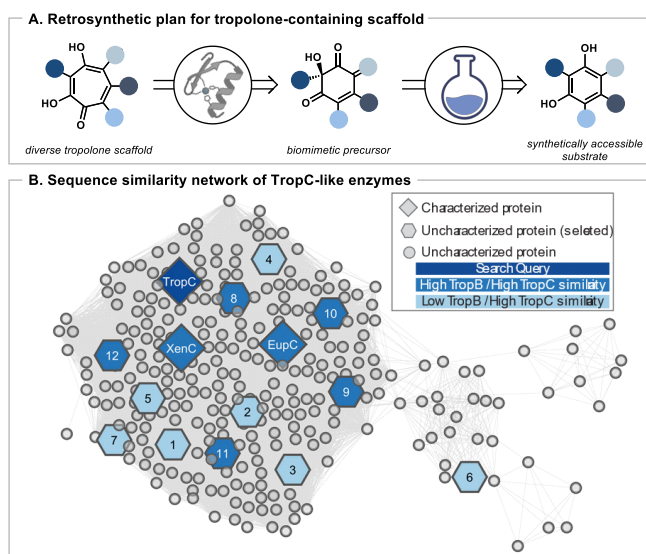 A. Retrosynthetic plan for tropolone-containing scaffold
HO
HO
O
HO
O
O
OH
HO
diverse tropolone scaffold
biomimetic precursor
synthetically accessible
substrate
B. Sequence similarity network of TropC-like enzymes
Characterized protein
Uncharacterized protein (seleted)
Uncharacterized protein
Search Query
High TropB /High TropC similarity
Low TropB /High TropC similarity
4
TropC
8
10
XenC
EupC
12
9
5
2
7
1
11
3
6